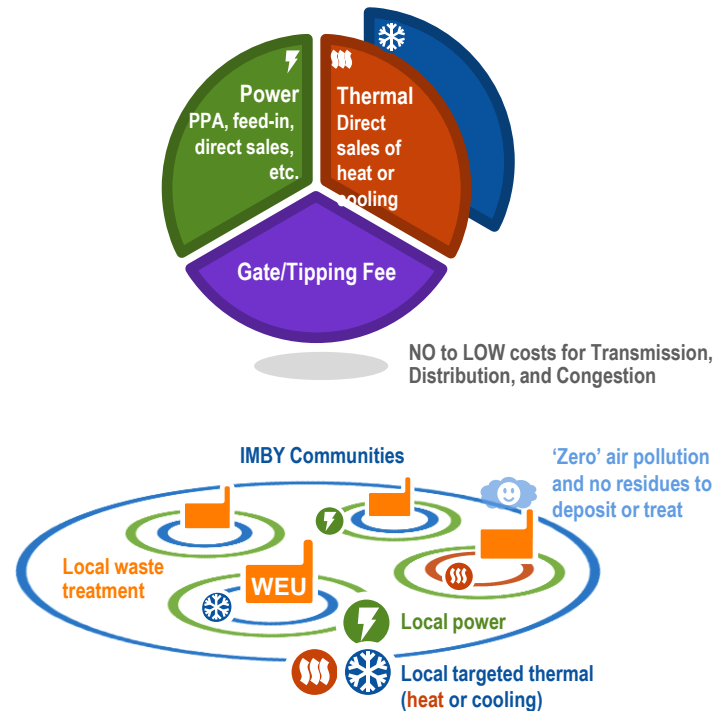 Power
PPA, feed-in,
direct sales,
etc.
Thermal
Direct
sales of
heat or
cooling
Gate/Tipping Fee
NO to LOW costs for Transmission,
Distribution, and Congestion
IMBY Communities
‘Zero’ air pollution
and no residues to
deposit or treat
Local waste
treatment
WEU
Local power
Local targeted thermal
(heat or cooling)